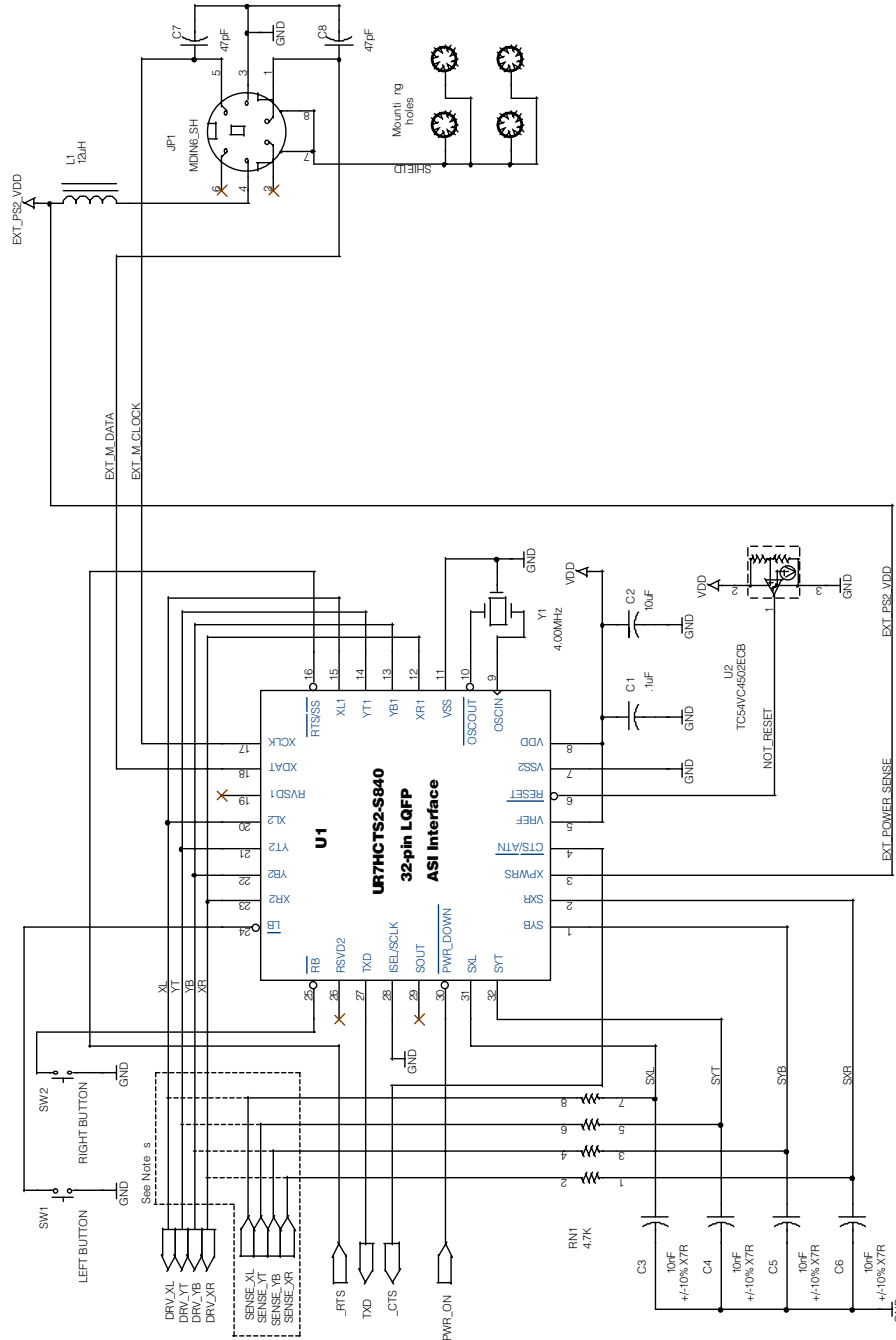 EXT_PS2_VDD
L1
12uH
C7
47pF
5
3
1
GND
C8
47pF
JP1
MDIN6_SH
6
4
2
8
7
Mounti ng
holes
SHIELD
EXT_M_DATA
EXT_M_CLOCK
16
15
14
13
12
11
10
9
RTS/SS
XL1
YT1
YB1
XR1
VSS
OSCOUT
OSCIN
GND
Y1
4.00MHz
VDD
C2
10uF
GND
C1
.1uF
GND
VDD
2
1
3
GND
U2
TC54VC4502ECB
NOT_RESET
EXT_PS2_VDD
EXT_POWER_SENSE
17
18
19
20
21
22
23
24
XCLK
XDAT
RVSD1
XL2
YT2
YB2
XR2
LB
U1
UR7HCTS2-S840
32-pin LQFP
ASI Interface
VDD
VSS2
RESET
VREF
CTS/ATN
XPWRS
SXR
SYB
8
7
6
5
4
3
2
1
GND
RB
RSVD2
TXD
ISEL/SCLK
SOUT
PWR_DOWN
SXL
SYT
25
26
27
28
29
30
31
32
GND
XL
YT
YB
XR
SW2
RIGHT BUTTON
GND
SW1
LEFT BUTTON
GND
See Note s
DRV_XL
DRV_YT
DRV_YB
DRV_XR
SENSE_XL
SENSE_YT
SENSE_YB
SENSE_XR
_RTS
TXD
_CTS
PWR_ON
RN1
4.7K
8
7
6
5
4
3
2
1
SXL
SYT
SYB
SXR
C3
10nF
+/-10% X7R
C4
10nF
+/-10% X7R
C5
10nF
+/-10% X7R
C6
10nF
+/-10% X7R